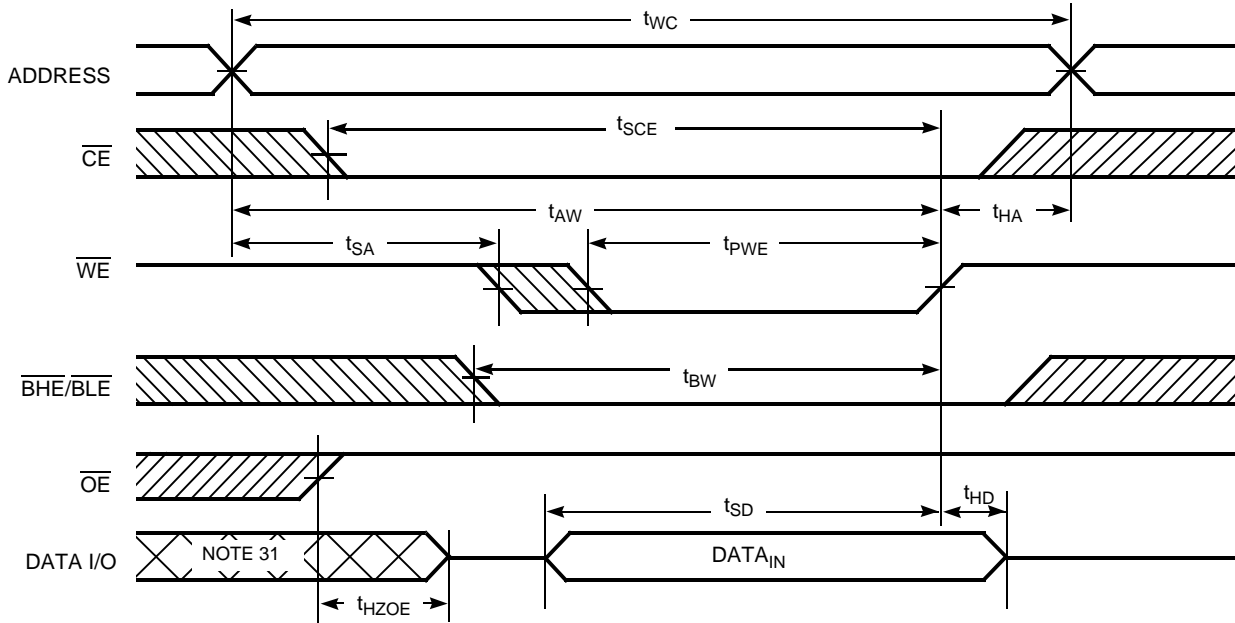 tWC
ADDRESS
tSCE
CE
tAW
tHA
tSA
tPWE
WE
tBW
BHE/BLE
OE
tSD
tHD
DATA I/O
NOTE 31
DATAIN
tHZOE